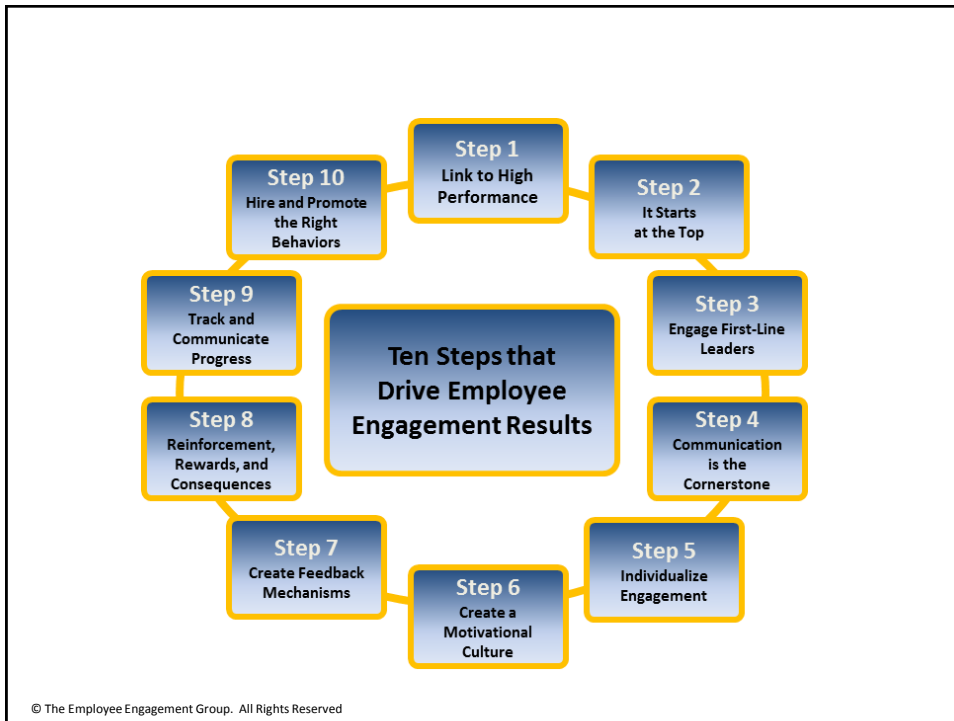 Step 1
Link to High
Performance
Step 2
It Starts
at the Top
Step 3
Engage First-Line
Leaders
Step 4
Communication
is the
Cornerstone
Step 5
Individualize
Engagement
Step 6
Create a
Motivational
Culture
Step 7
Create Feedback
Mechanisms
Step 8
Reinforcement,
Rewards, and
Consequences
Step 9
Track and
Communicate
Progress
Step 10
Hire and Promote
the Right
Behaviors
Ten Steps that
Drive Employee
Engagement Results
© The Employee Engagement Group. All Rights Reserved